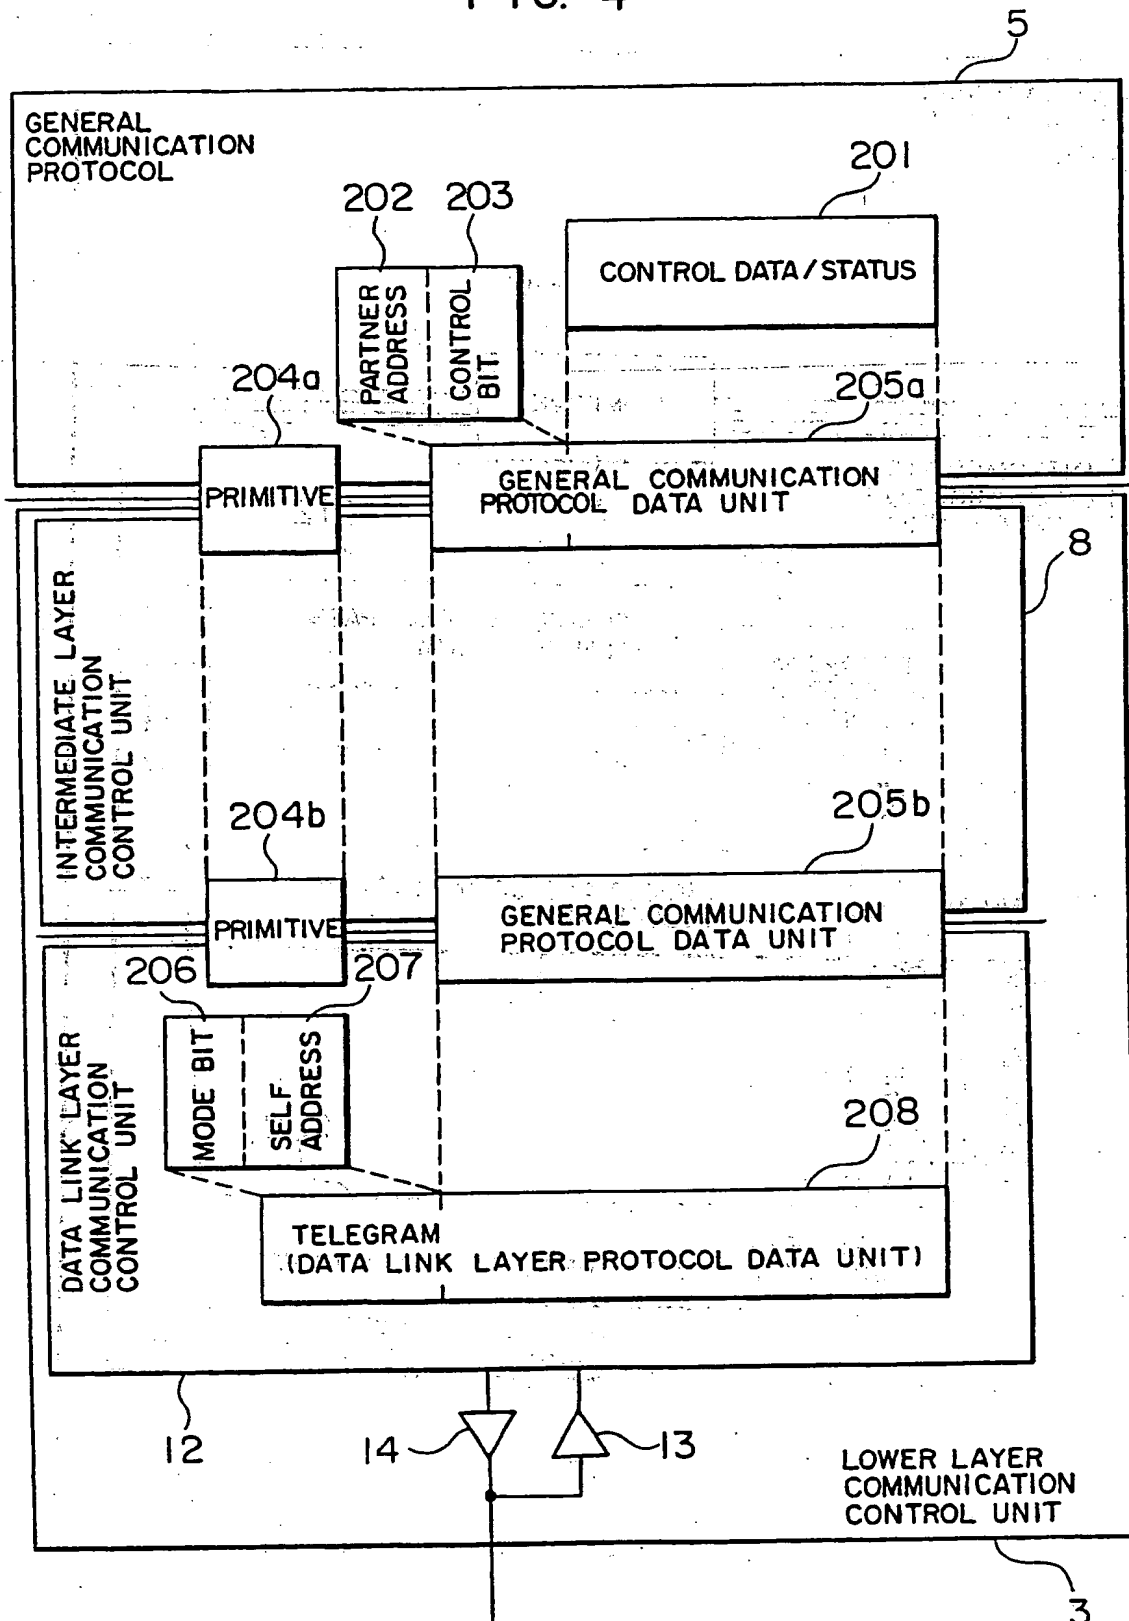 FIG. 4
5
GENERAL
COMMUNICATION
PROTOCOL
201
202
203
CONTROL DATA/STATUS
PARTNER
ADDRESS
CONTROL
BIT
204a
205a
PRIMITIVE
GENERAL COMMUNICATION
PROTOCOL DATA UNIT
8
INTERMEDIATE LAYER
COMMUNICATION
CONTROL UNIT
204b
205b
PRIMITIVE
GENERAL COMMUNICATION
PROTOCOL DATA UNIT
206
207
DATA LINK LAYER
COMMUNICATION
CONTROL UNIT
MODE BIT
SELF
ADDRESS
208
TELEGRAM
(DATA LINK LAYER PROTOCOL DATA UNIT)
12
14
13
LOWER LAYER
COMMUNICATION
CONTROL UNIT
3